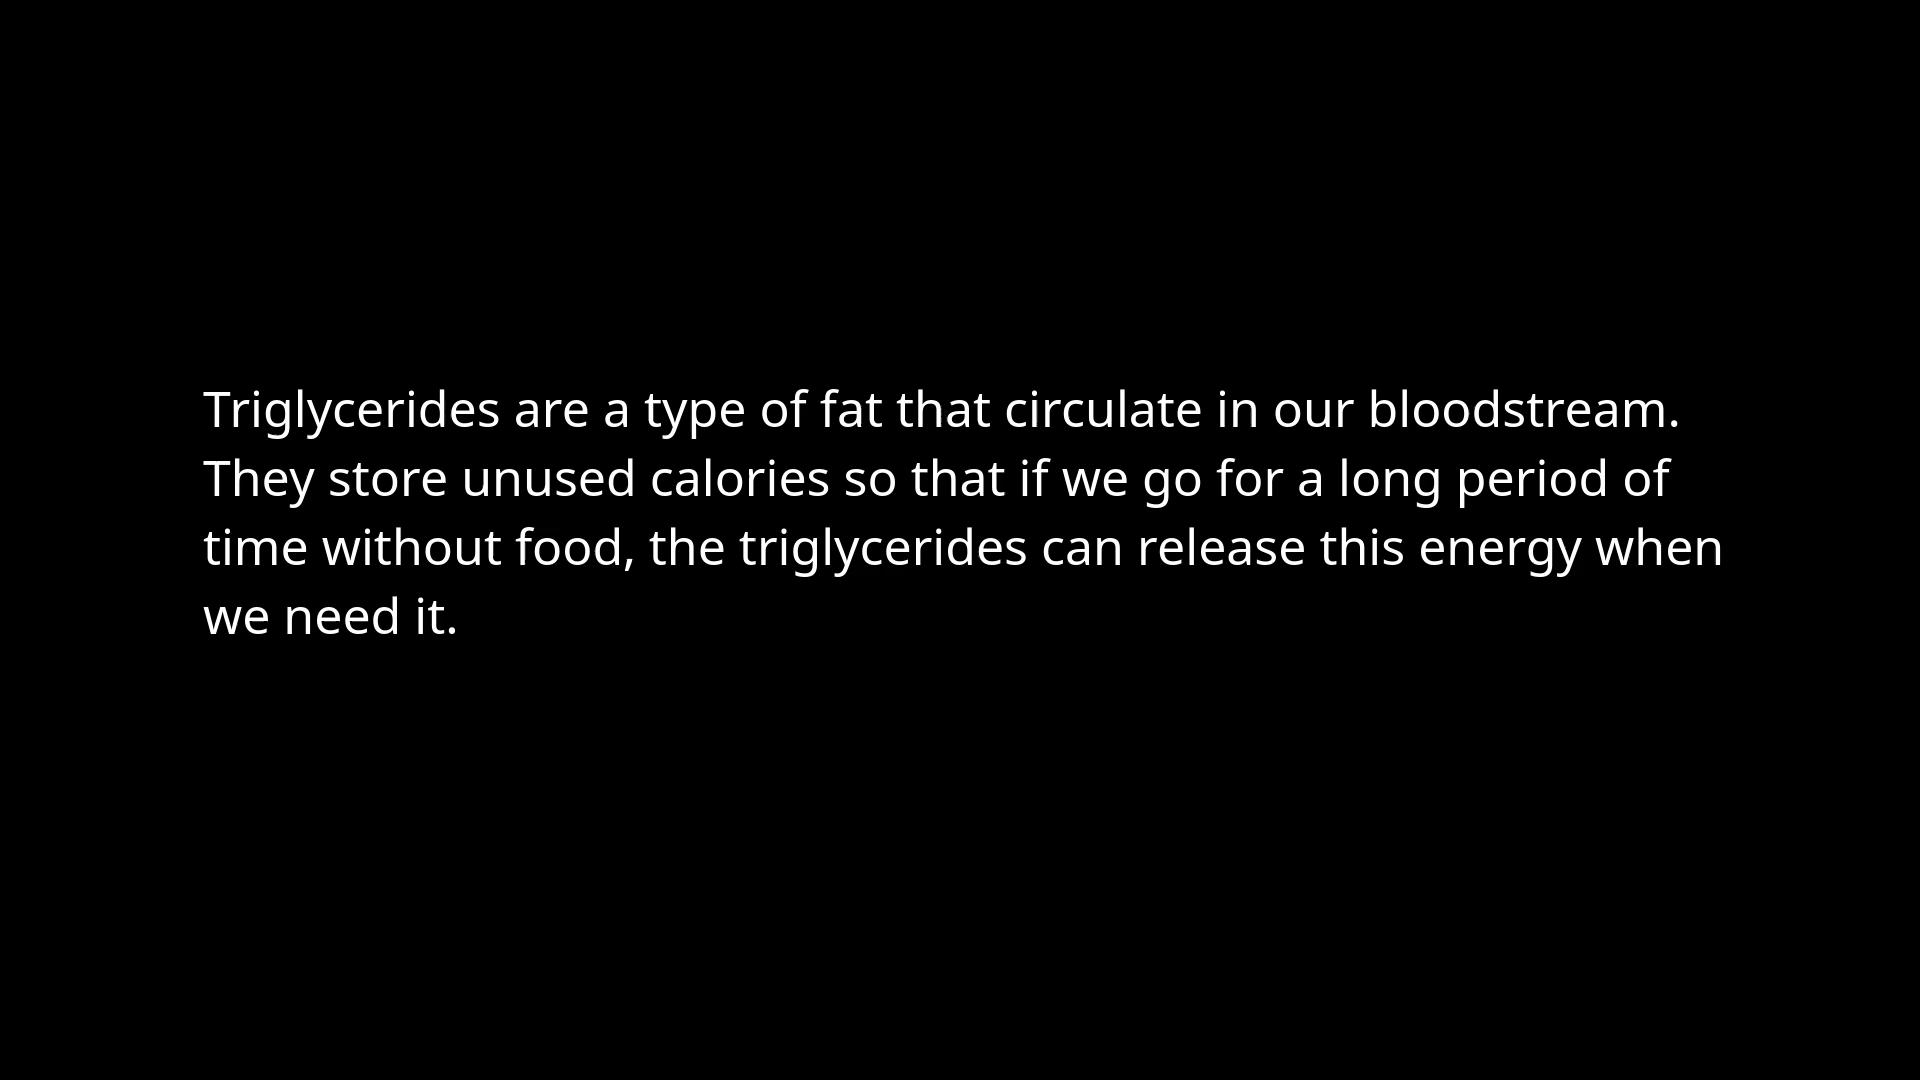 Triglycerides are a type of fat that circulate in our bloodstream.
They store unused calories so that if we go for a long period of
time without food, the triglycerides can release this energy when
we need it.